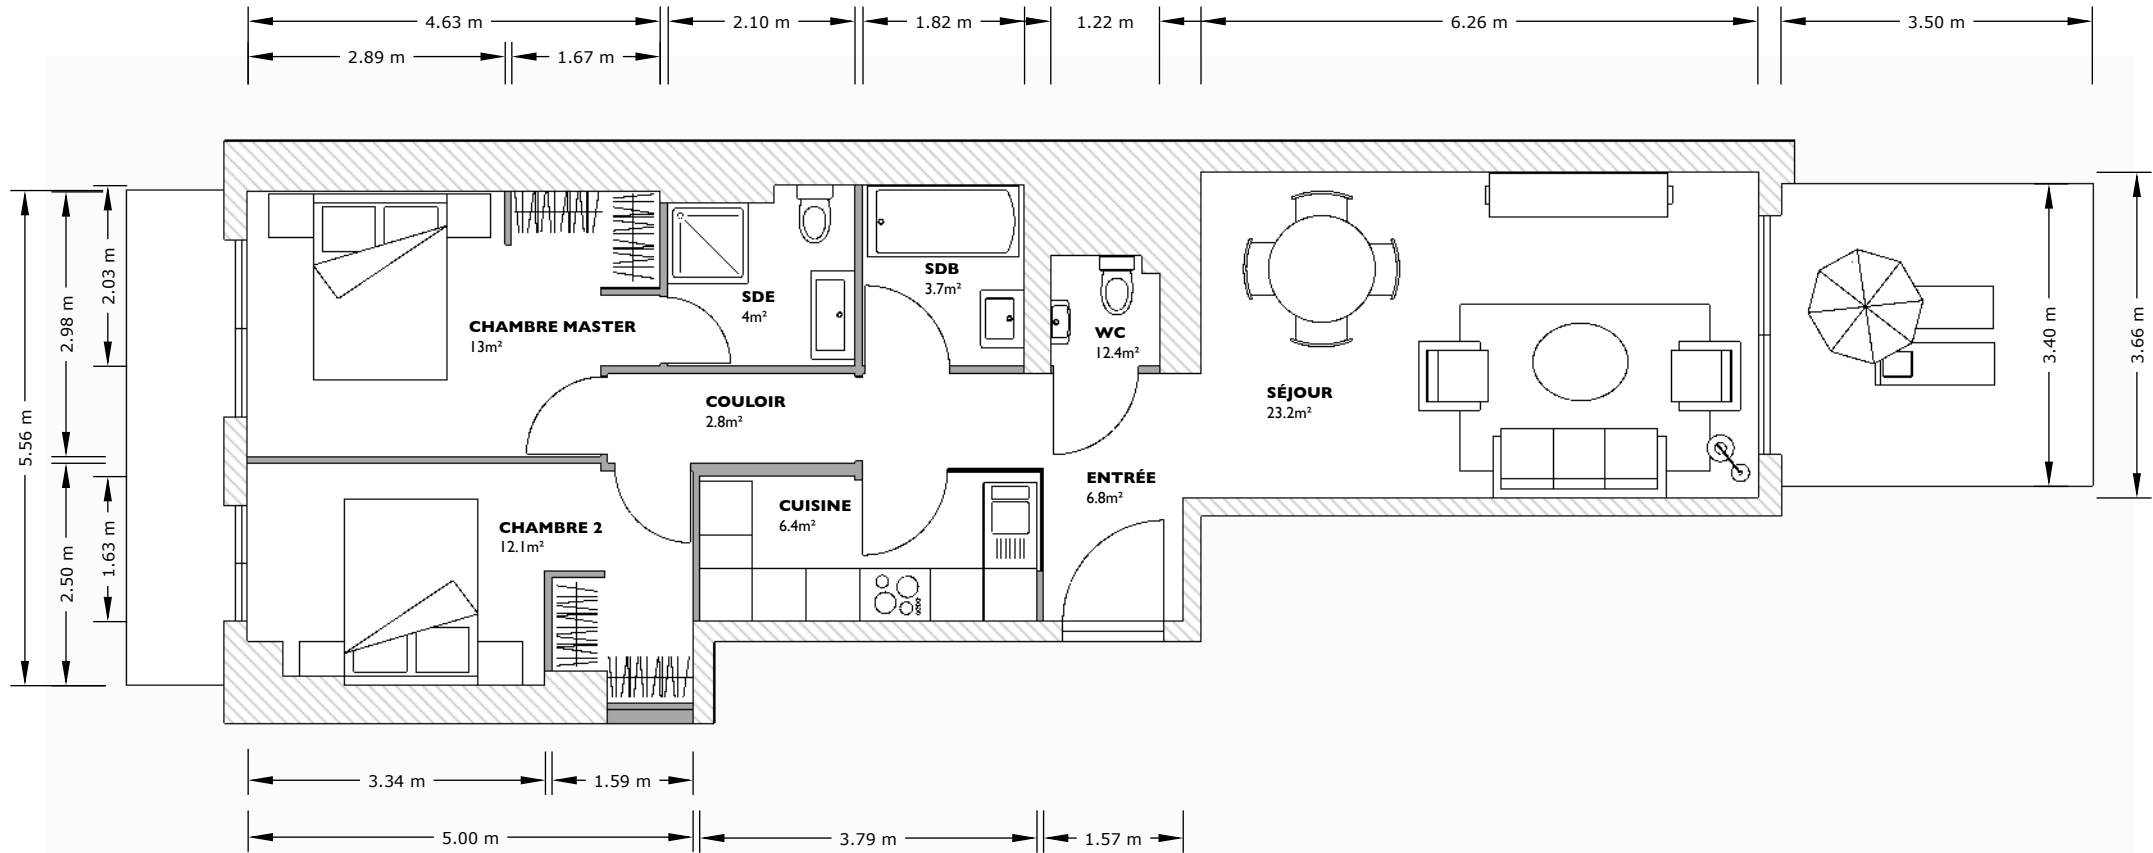 4.63 m
2.10 m
1.82 m
1.22 m
6.26 m
3.50 m
2.89 m
1.67 m
5.56 m
2.98 m
2.03 m
2.50 m
1.63 m
CHAMBRE MASTER
13m²
SDE
4m²
SDB
3.7m²
WC
12.4m²
COULOIR
2.8m²
SÉJOUR
23.2m²
3.40 m
3.66 m
CHAMBRE 2
12.1m²
CUISINE
6.4m²
ENTRÉE
6.8m²
3.34 m
1.59 m
5.00 m
3.79 m
1.57 m